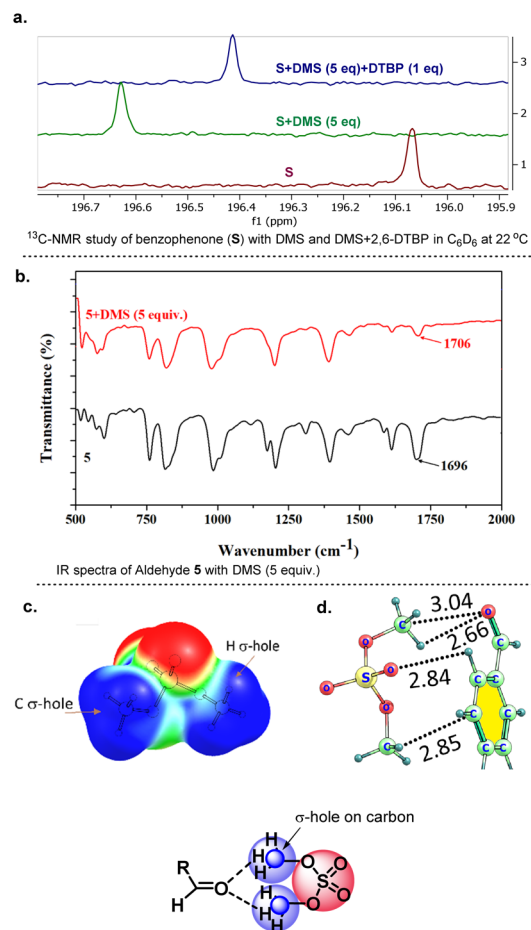 a.
S+DMS (5 eq)+DTBP (1 eq)
3
S+DMS (5 eq)
2
S
1
196.7 196.6 196.5 196.4 196.3 196.2 196.1 195.9
f1 (ppm)
¹³C-NMR study of benzophenone (S) with DMS and DMS+2,6-DTBP in C₆D₆ at 22 °C
b.
5+DMS (5 equiv.)
1706
Transmittance (%)
5
1696
500 750 1000 1250 1500 1750 2000
Wavenumber (cm⁻¹)
IR spectra of Aldehyde 5 with DMS (5 equiv.)
c.
d.
H σ-hole
C σ-hole
3.04
2.66
2.84
2.85
C O C O O S O O C C C C C C
σ-hole on carbon
H
H H O O
R S
H O H O O
H H